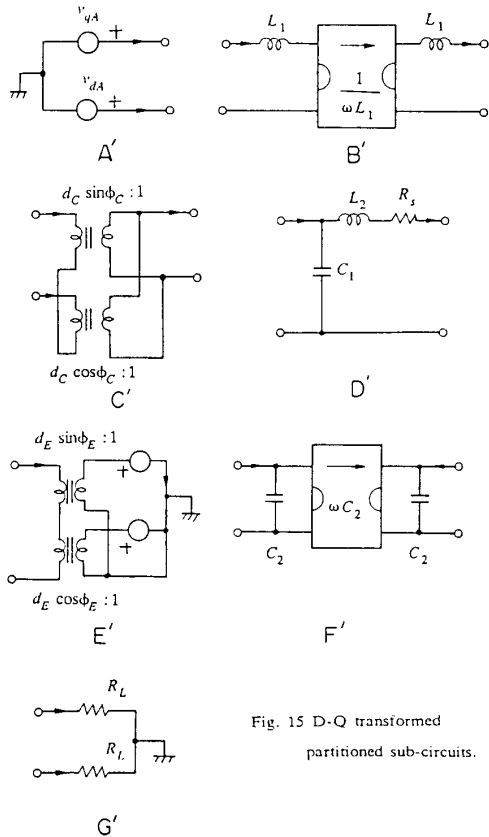 v_qA
+
v_dA
+
A'
L_1
L_1
1
ωL_1
B'
d_C sinϕ_C : 1
d_C cosϕ_C : 1
C'
L_2
R_s
C_1
D'
d_E sinϕ_E : 1
+
+
d_E cosϕ_E : 1
E'
ωC_2
C_2
C_2
F'
R_L
R_L
G'
Fig. 15 D-Q transformed
partitioned sub-circuits.